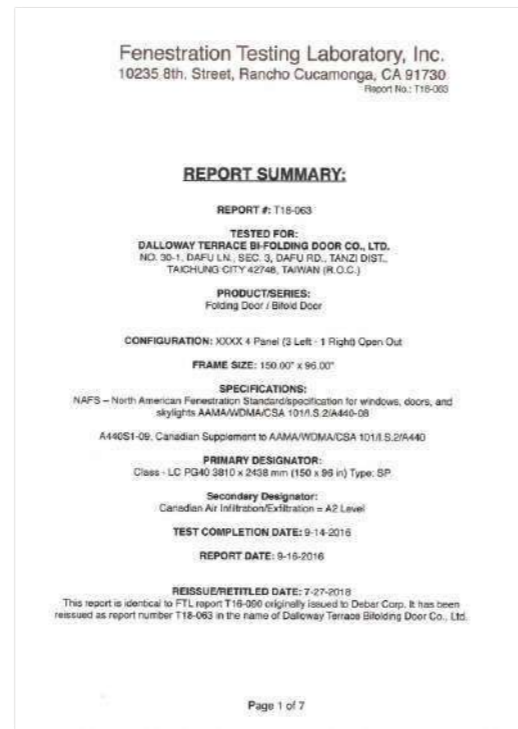 Fenestration Testing Laboratory, Inc.
10235 8th. Street, Rancho Cucamonga, CA 91730
Report No.: T18-063
REPORT SUMMARY:
REPORT #: T18-063
TESTED FOR:
DALLOWAY TERRACE BI-FOLDING DOOR CO., LTD.
NO. 30-1, DAFU LN., SEC. 3, DAFU RD., TANZI DIST.,
TAICHUNG CITY 42748, TAIWAN (R.O.C.)
PRODUCT/SERIES:
Folding Door / Bifold Door
CONFIGURATION: XXXX 4 Panel (3 Left - 1 Right) Open Out
FRAME SIZE: 150.00" x 96.00"
SPECIFICATIONS:
NAFS – North American Fenestration Standard/specification for windows, doors, and
skylights AAMA/WDMA/CSA 101/I.S.2/A440-08
A440S1-09, Canadian Supplement to AAMA/WDMA/CSA 101/I.S.2/A440
PRIMARY DESIGNATOR:
Class - LC PG40 3810 x 2438 mm (150 x 96 in) Type: SP
Secondary Designator:
Canadian Air Infiltration/Exfiltration = A2 Level
TEST COMPLETION DATE: 9-14-2016
REPORT DATE: 9-16-2016
REISSUE/RETITLED DATE: 7-27-2018
This report is identical to FTL report T16-090 originally issued to Debar Corp. It has been
reissued as report number T18-063 in the name of Dalloway Terrace Bifolding Door Co., Ltd.
Page 1 of 7